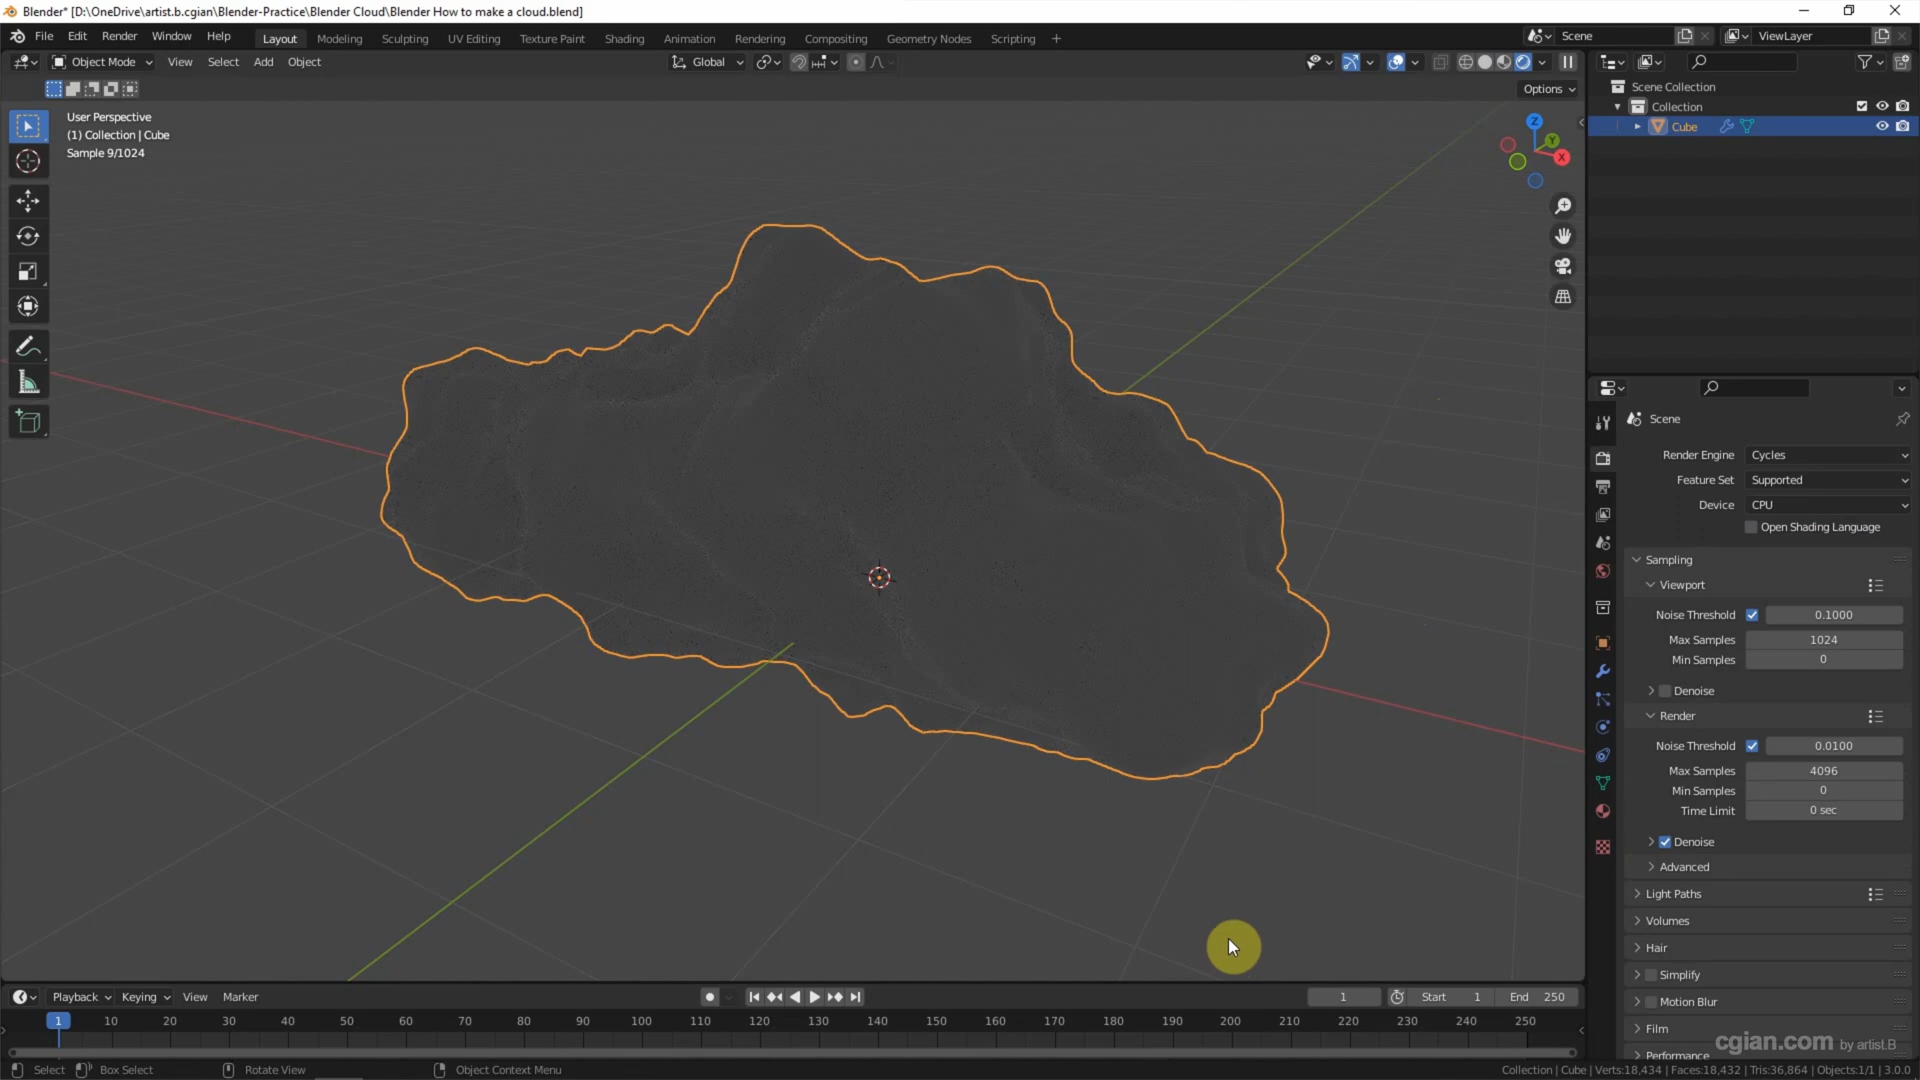 Blender* [D:\OneDrive\artist.b.cgian\Blender-Practice\Blender Cloud\Blender How to make a cloud.blend]
File Edit Render Window Help Layout Modeling Sculpting UV Editing Texture Paint Shading Animation Rendering Compositing Geometry Nodes Scripting + Scene ViewLayer
Object Mode View Select Add Object Global
Options
User Perspective
(1) Collection | Cube
Sample 9/1024
Z
Y
X
Scene Collection
Collection
Cube
Scene
Render Engine Cycles
Feature Set Supported
Device CPU
Open Shading Language
Sampling
Viewport
Noise Threshold 0.1000
Max Samples 1024
Min Samples 0
Denoise
Render
Noise Threshold 0.0100
Max Samples 4096
Min Samples 0
Time Limit 0 sec
Denoise
Advanced
Light Paths
Volumes
Hair
Simplify
Motion Blur
Film
Performance
cgian.com by artist.B
Playback Keying View Marker 1 Start 1 End 250
1 10 20 30 40 50 60 70 80 90 100 110 120 130 140 150 160 170 180 190 200 210 220 230 240 250
Select Box Select Rotate View Object Context Menu Collection | Cube | Verts:18,434 | Faces:18,432 | Tris:36,864 | Objects:1/1 | 3.0.0